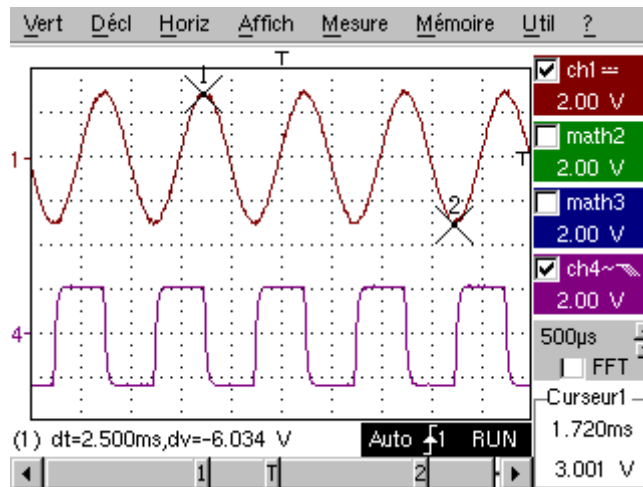 Vert Décl Horiz Affich Mesure Mémoire Util ?
T
1
1
T
2
4
ch1
2.00 V
math2
2.00 V
math3
2.00 V
ch4
2.00 V
500µs
FFT
Curseur1
1.720ms
3.001 V
(1) dt=2.500ms,dv=-6.034 V Auto 1 RUN
1 T 2